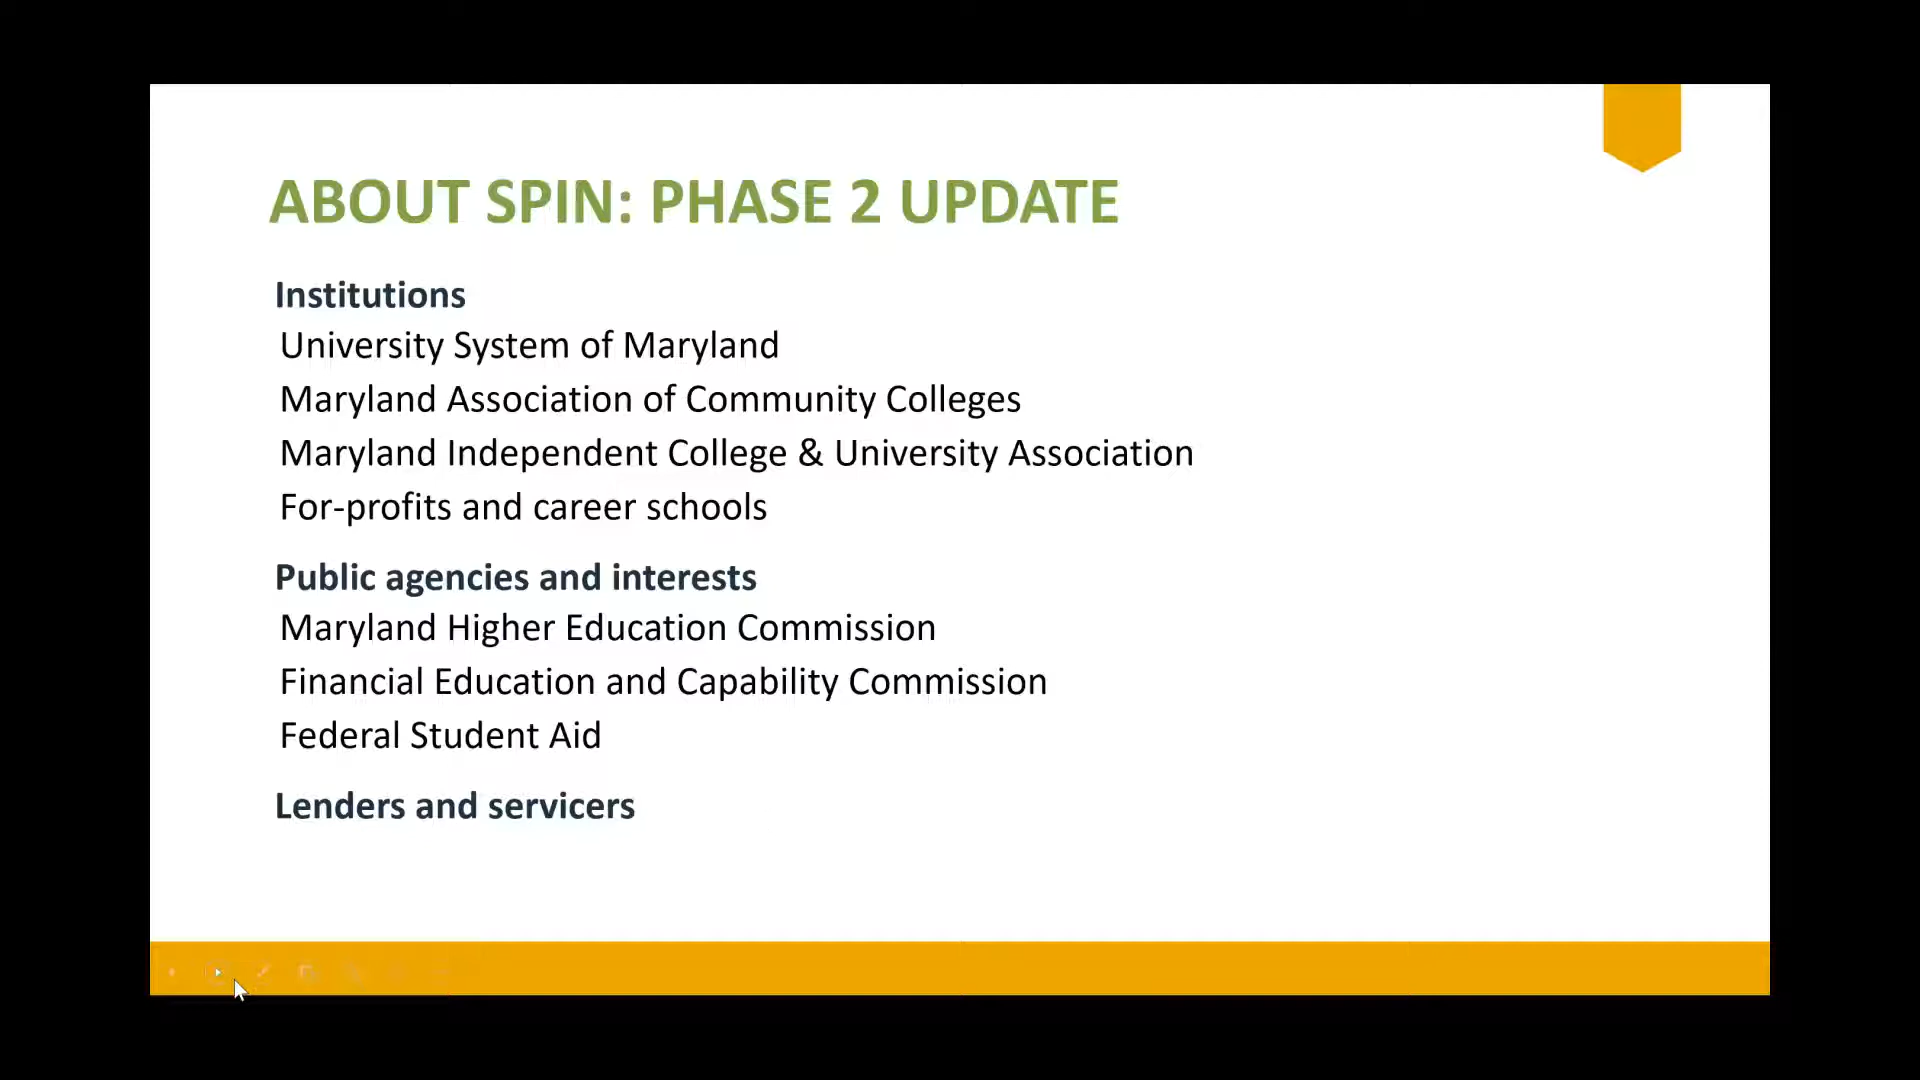 ABOUT SPIN: PHASE 2 UPDATE
Institutions
University System of Maryland
Maryland Association of Community Colleges
Maryland Independent College & University Association
For-profits and career schools
Public agencies and interests
Maryland Higher Education Commission
Financial Education and Capability Commission
Federal Student Aid
Lenders and servicers